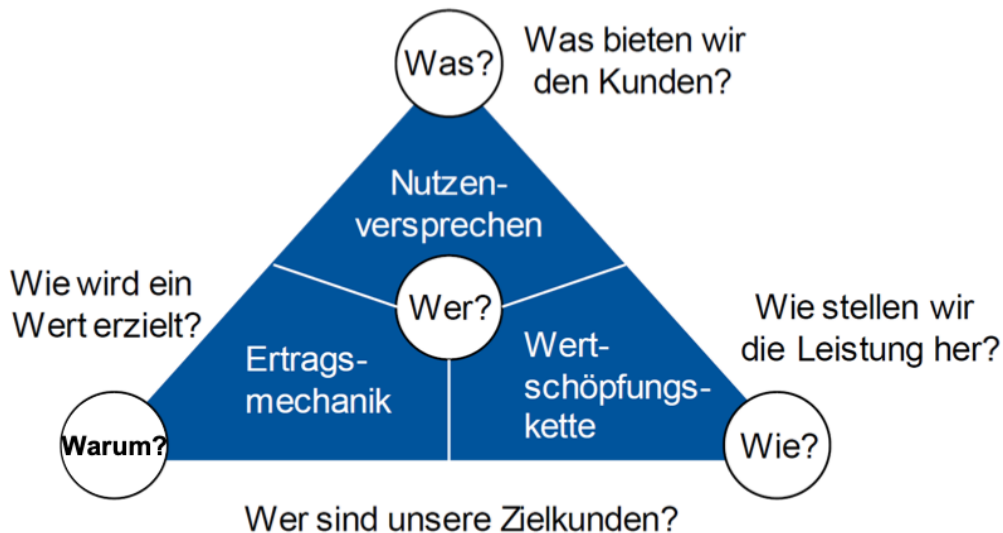 Was?
Was bieten wir
den Kunden?
Nutzen-
versprechen
Wie wird ein
Wert erzielt?
Wer?
Wie stellen wir
die Leistung her?
Ertrags-
mechanik
Wert-
schöpfungs-
kette
Warum?
Wie?
Wer sind unsere Zielkunden?